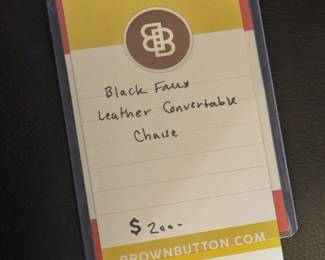 BB
Black Faux
Leather Convertable
Chaise
$200-
BROWNBUTTON.COM